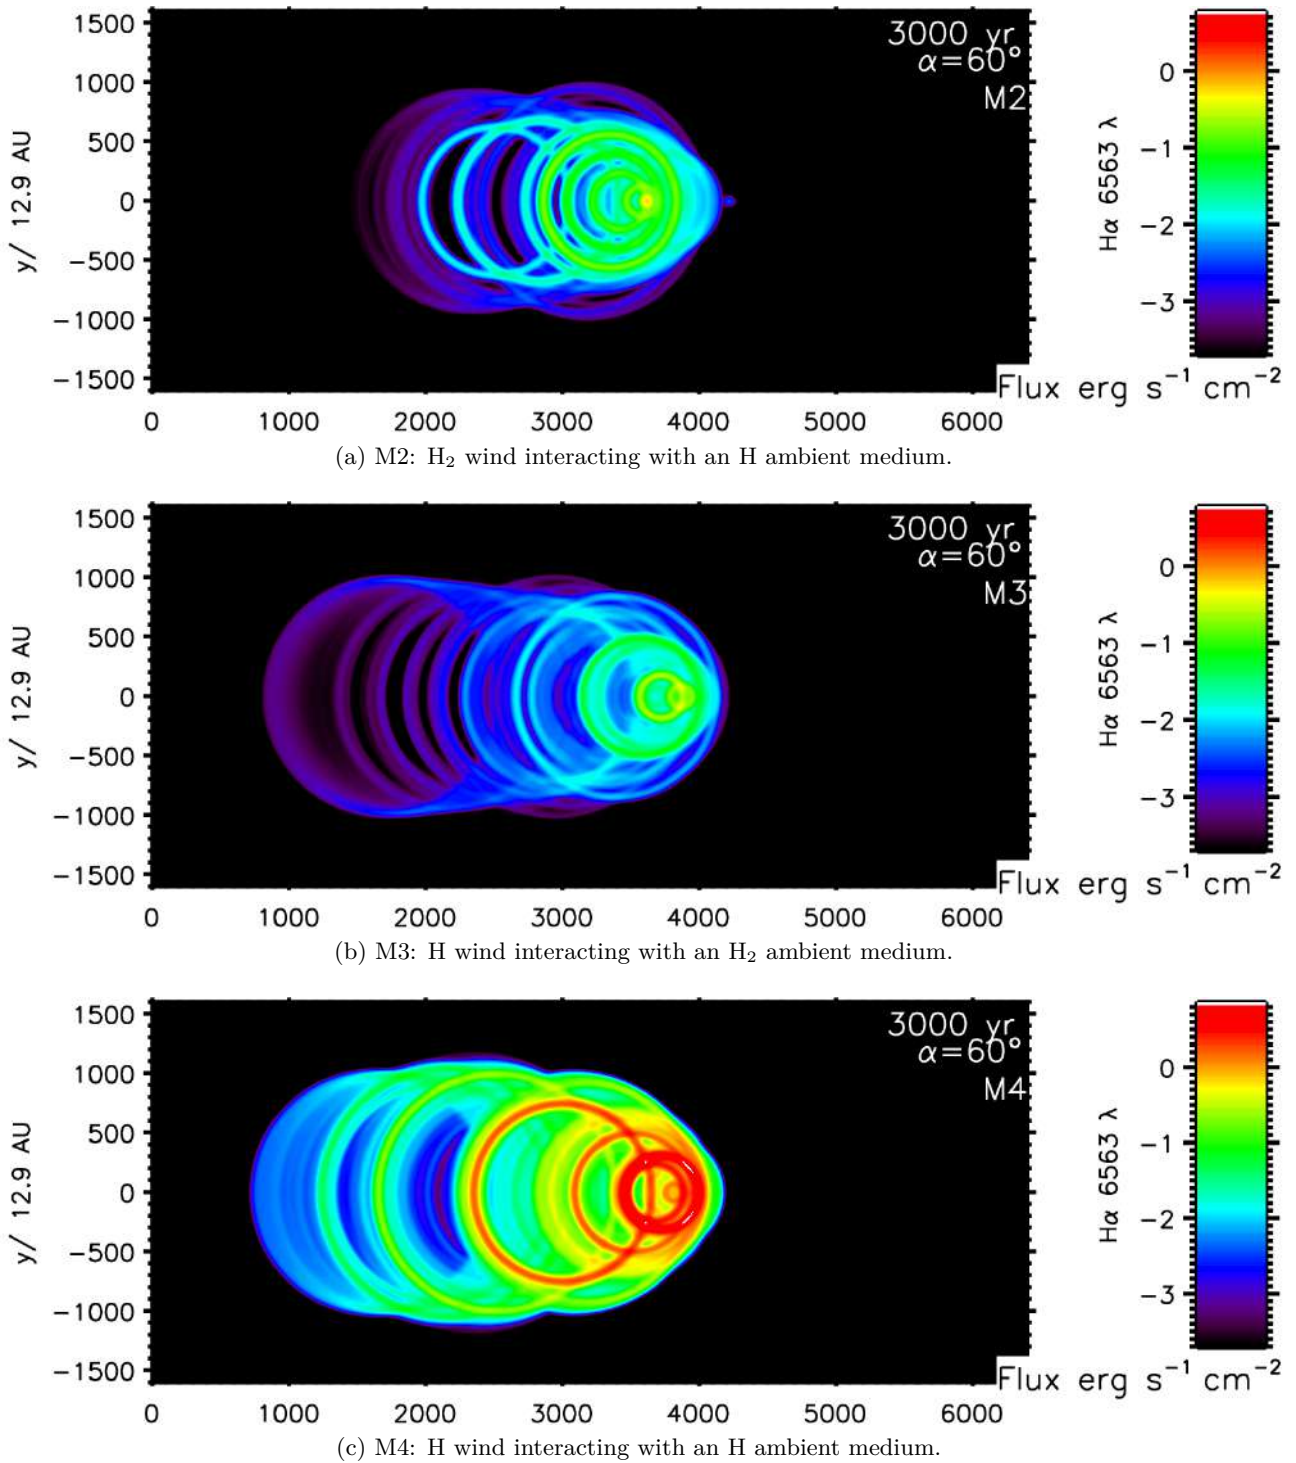 1500
1000
500
0
−500
−1000
−1500
y/ 12.9 AU
3000 yr
α=60°
M2
0
−1
−2
−3
Hα 6563 λ
Flux erg s⁻¹ cm⁻²
0 1000 2000 3000 4000 5000 6000
(a) M2: H₂ wind interacting with an H ambient medium.
1500
1000
500
0
−500
−1000
−1500
y/ 12.9 AU
3000 yr
α=60°
M3
0
−1
−2
−3
Hα 6563 λ
Flux erg s⁻¹ cm⁻²
0 1000 2000 3000 4000 5000 6000
(b) M3: H wind interacting with an H₂ ambient medium.
1500
1000
500
0
−500
−1000
−1500
y/ 12.9 AU
3000 yr
α=60°
M4
0
−1
−2
−3
Hα 6563 λ
Flux erg s⁻¹ cm⁻²
0 1000 2000 3000 4000 5000 6000
(c) M4: H wind interacting with an H ambient medium.